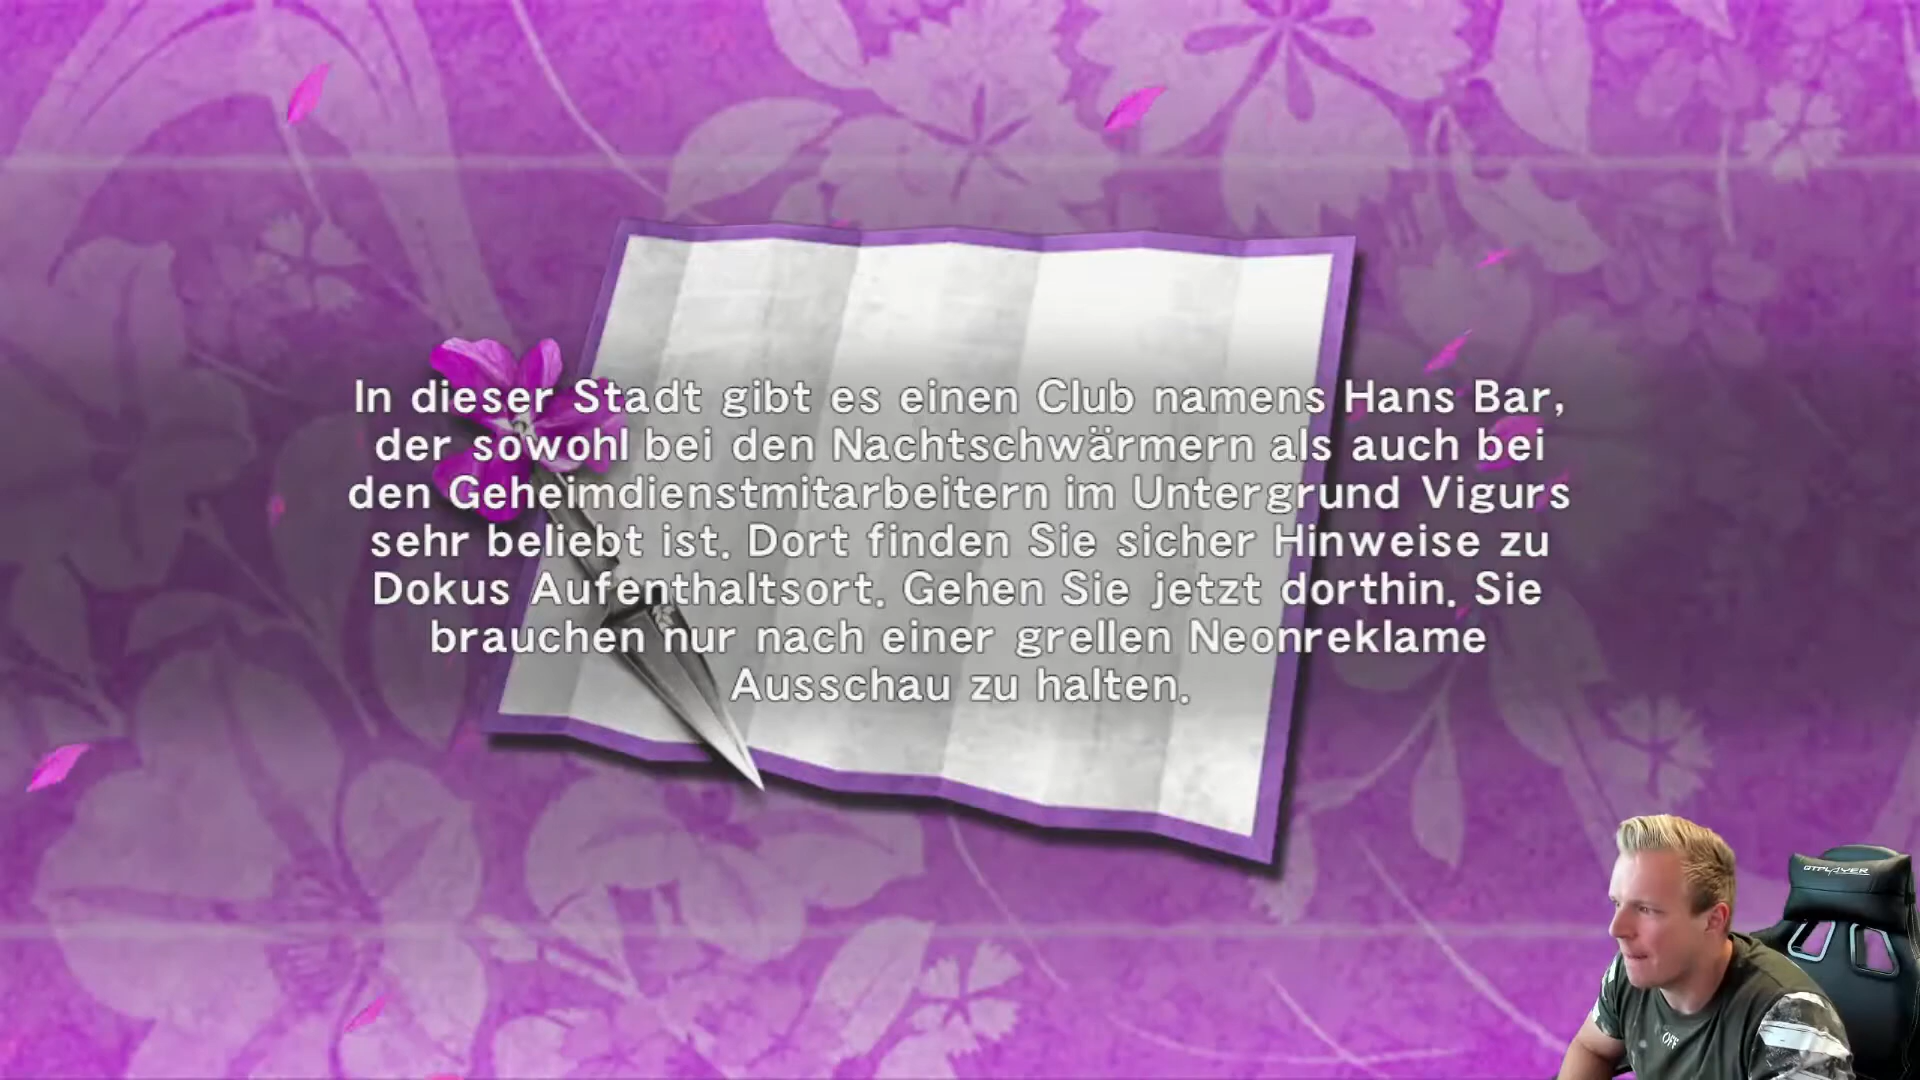 In dieser Stadt gibt es einen Club namens Hans Bar,
der sowohl bei den Nachtschwärmern als auch bei
den Geheimdienstmitarbeitern im Untergrund Vigurs
sehr beliebt ist. Dort finden Sie sicher Hinweise zu
Dokus Aufenthaltsort. Gehen Sie jetzt dorthin. Sie
brauchen nur nach einer grellen Neonreklame
Ausschau zu halten.
GTPLAYER
OFF